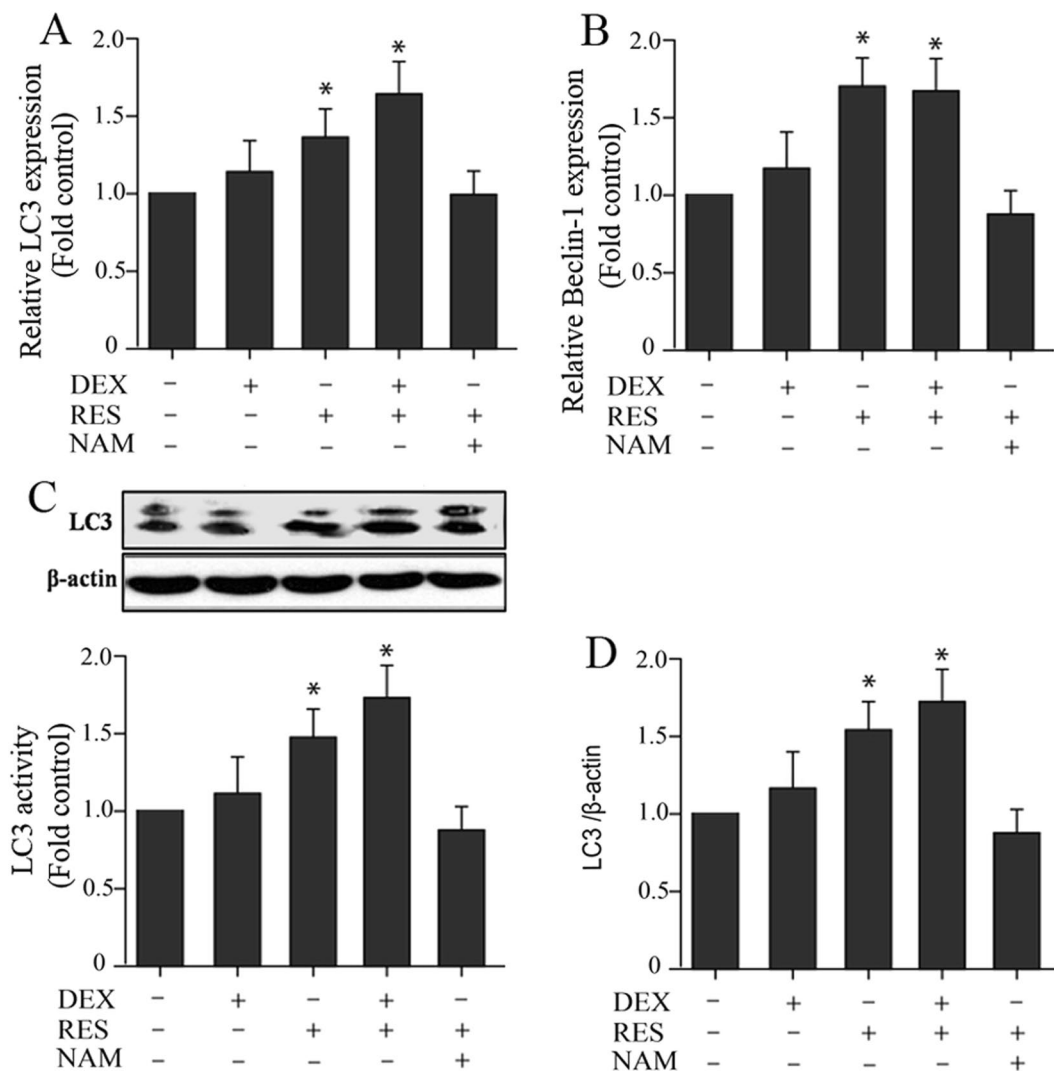 A
Relative LC3 expression
(Fold control)
2.0
1.5
1.0
0.5
0
* *
DEX – + – + –
RES – – + + +
NAM – – – – +
B
Relative Beclin-1 expression
(Fold control)
2.0
1.5
1.0
0.5
0
* *
DEX – + – + –
RES – – + + +
NAM – – – – +
C
LC3
β-actin
LC3 activity
(Fold control)
2.0
1.5
1.0
0.5
0
* *
DEX – + – + –
RES – – + + +
NAM – – – – +
D
LC3 /β-actin
2.0
1.5
1.0
0.5
0
* *
DEX – + – + –
RES – – + + +
NAM – – – – +